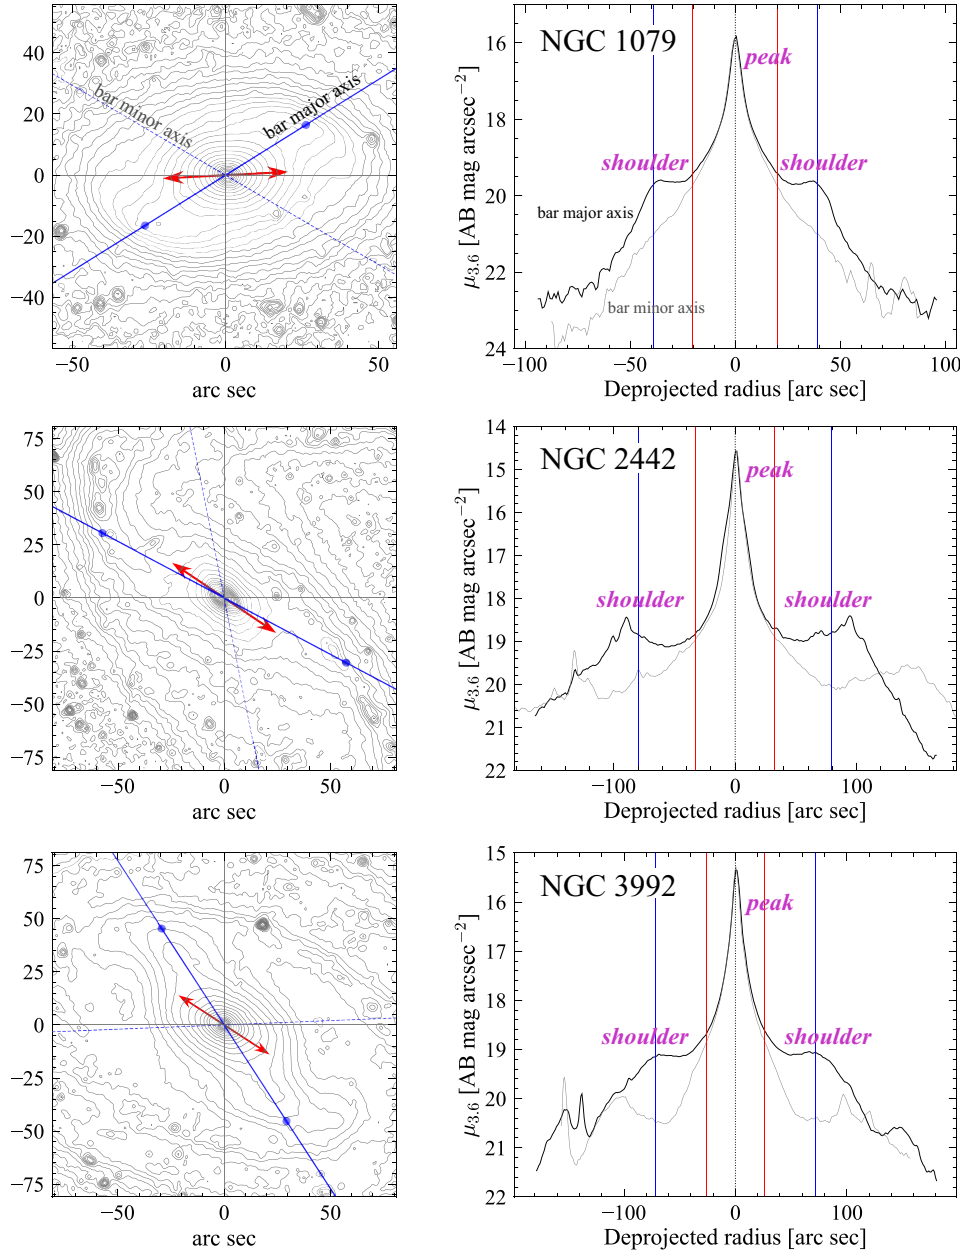 40
20
0
−20
−40
bar minor axis
bar major axis
−50
0
50
arc sec
NGC 1079
peak
shoulder
shoulder
bar major axis
bar minor axis
16
18
20
22
24
μ3.6 [AB mag arcsec−2]
−100
−50
0
50
100
Deprojected radius [arc sec]
75
50
25
0
−25
−50
−75
−50
0
50
arc sec
NGC 2442
peak
shoulder
shoulder
14
15
16
17
18
19
20
21
22
μ3.6 [AB mag arcsec−2]
−100
0
100
Deprojected radius [arc sec]
75
50
25
0
−25
−50
−75
−50
0
50
arc sec
NGC 3992
peak
shoulder
shoulder
15
16
17
18
19
20
21
22
μ3.6 [AB mag arcsec−2]
−100
0
100
Deprojected radius [arc sec]